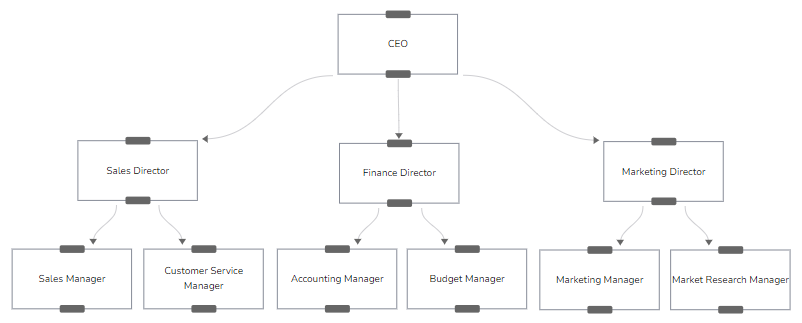 CEO
Sales Director
Finance Director
Marketing Director
Sales Manager
Customer Service
Manager
Accounting Manager
Budget Manager
Marketing Manager
Market Research Manager